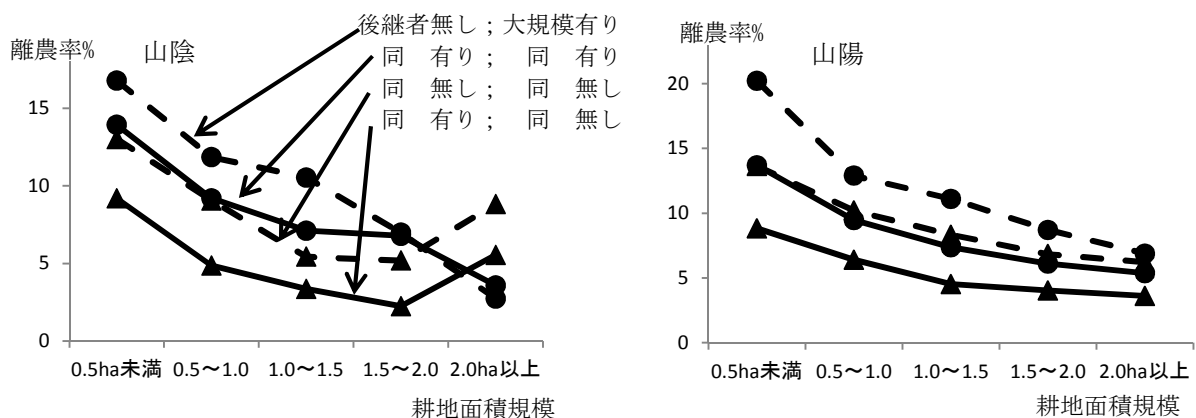 離農率%
山陰
後継者無し；大規模有り
同 有り； 同 有り
同 無し； 同 無し
同 有り； 同 無し
15
10
5
0
0.5ha未満 0.5～1.0 1.0～1.5 1.5～2.0 2.0ha以上
耕地面積規模
離農率%
山陽
20
15
10
5
0
0.5ha未満 0.5～1.0 1.0～1.5 1.5～2.0 2.0ha以上
耕地面積規模